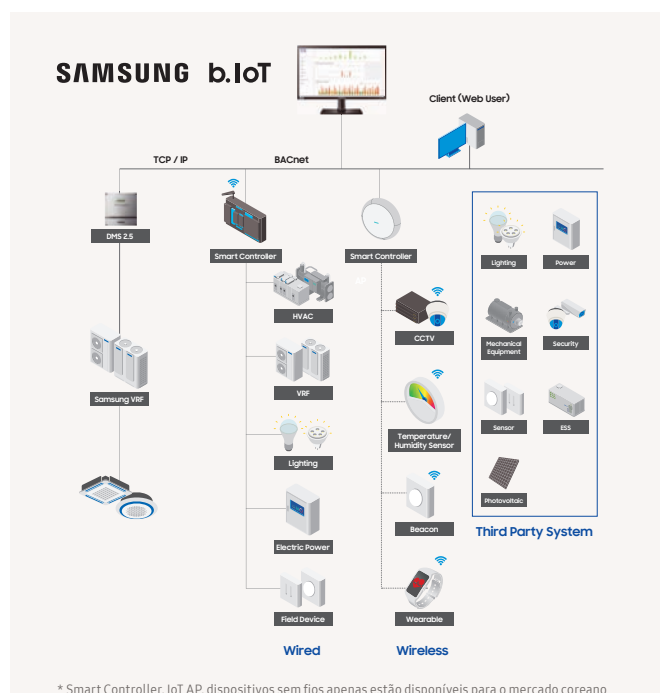 SAMSUNG b.IoT
Client (Web User)
TCP / IP
BACnet
DMS 2.5
Smart Controller
Smart Controller
Lighting
Power
HVAC
CCTV
Mechanical
Equipment
Security
Samsung VRF
VRF
Temperature/
Humidity Sensor
Sensor
ESS
Lighting
Photovoltaic
Beacon
Third Party System
Electric Power
Field Device
Wearable
Wired
Wireless
* Smart Controller, IoT AP, dispositivos sem fios apenas estão disponíveis para o mercado coreano